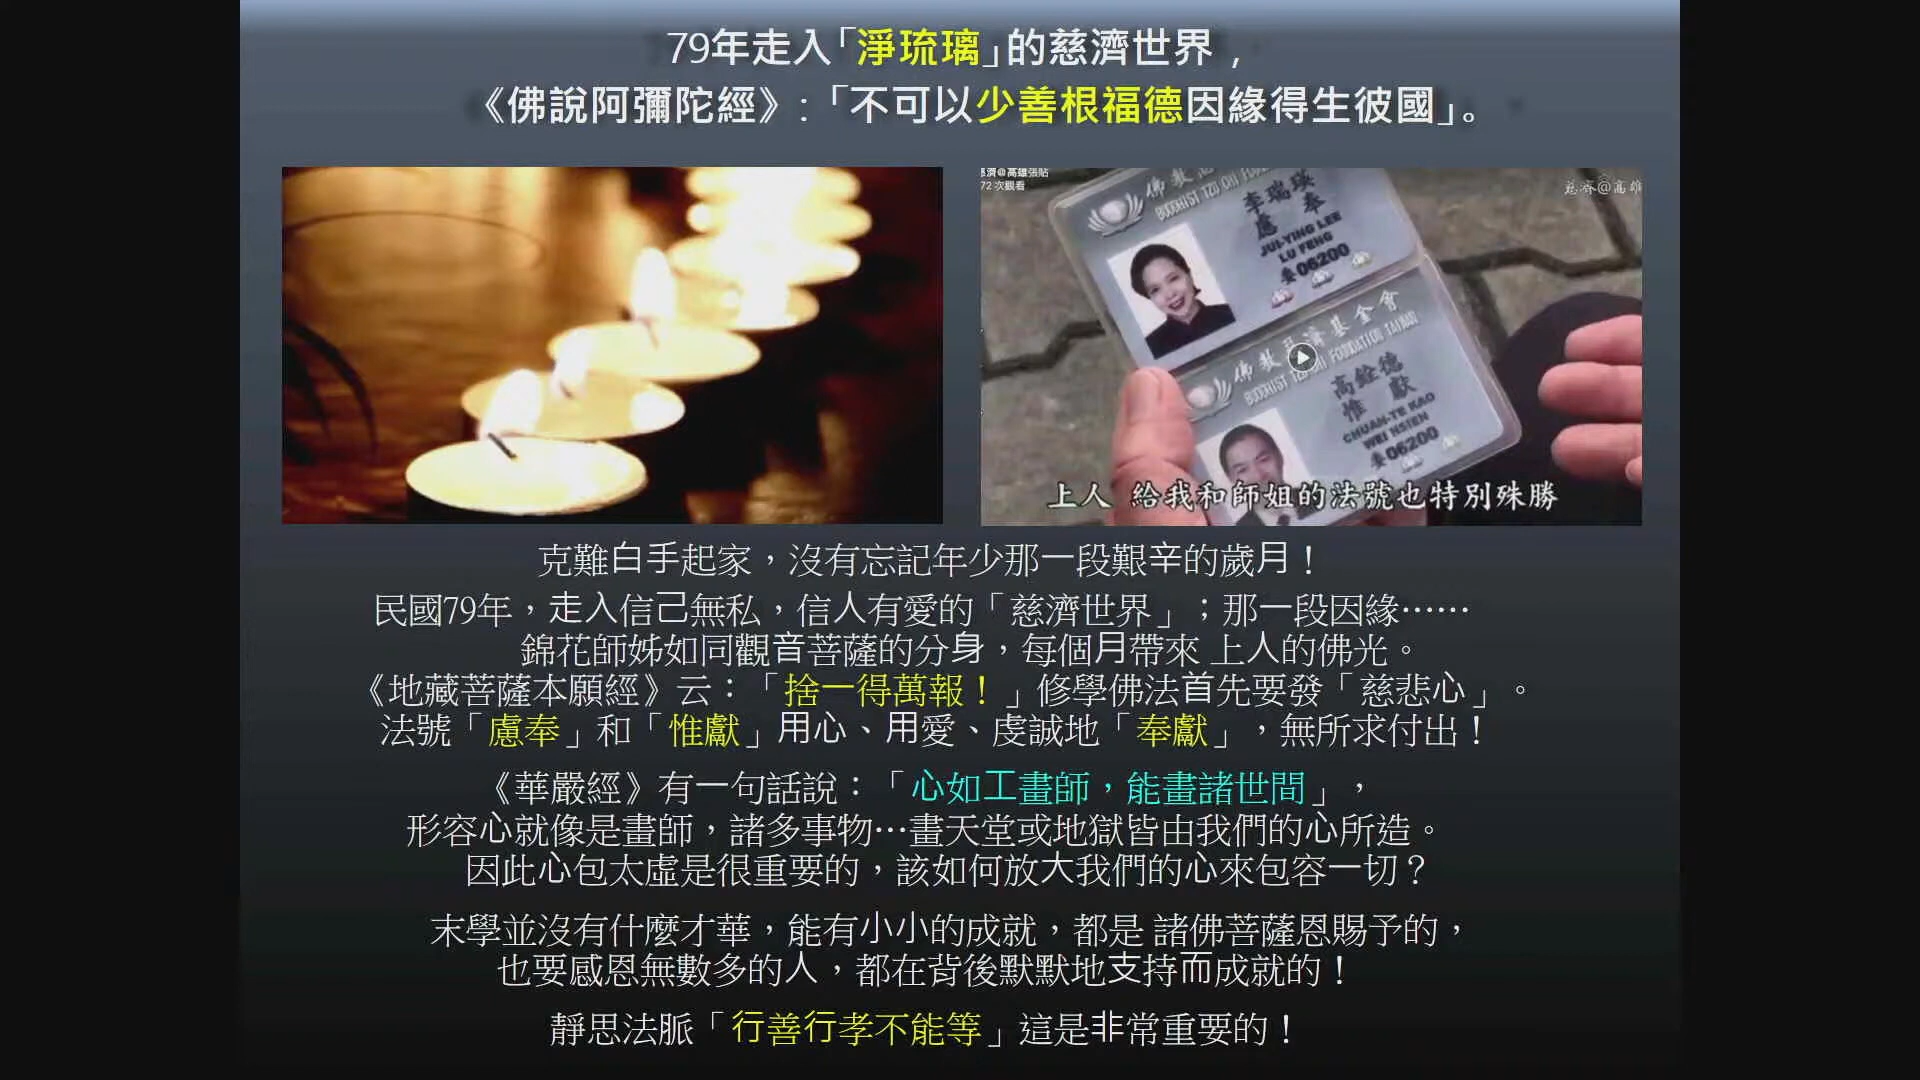 79年走入「淨琉璃」的慈濟世界，
《佛說阿彌陀經》:「不可以少善根福德因緣得生彼國」。
慈濟@高雄張貼
72 次觀看
慈濟@高雄
李瑞瑛
慮奉
JUI-YING LEE
LU FENG
委06200
佛教慈濟基金會
BUDDHIST TZU CHI FOUNDATION TAIWAN
高銓德
惟獻
CHUAN-TE KAO
WEI HSIEN
委06200
上人 給我和師姐的法號也特別殊勝
克難白手起家，沒有忘記年少那一段艱辛的歲月！
民國79年，走入信己無私，信人有愛的「慈濟世界」；那一段因緣……
錦花師姊如同觀音菩薩的分身，每個月帶來 上人的佛光。
《地藏菩薩本願經》云：「捨一得萬報！」修學佛法首先要發「慈悲心」。
法號「慮奉」和「惟獻」用心、用愛、虔誠地「奉獻」，無所求付出！
《華嚴經》有一句話說：「心如工畫師，能畫諸世間」，
形容心就像是畫師，諸多事物…畫天堂或地獄皆由我們的心所造。
因此心包太虛是很重要的，該如何放大我們的心來包容一切？
末學並沒有什麼才華，能有小小的成就，都是 諸佛菩薩恩賜予的，
也要感恩無數多的人，都在背後默默地支持而成就的！
靜思法脈「行善行孝不能等」這是非常重要的！